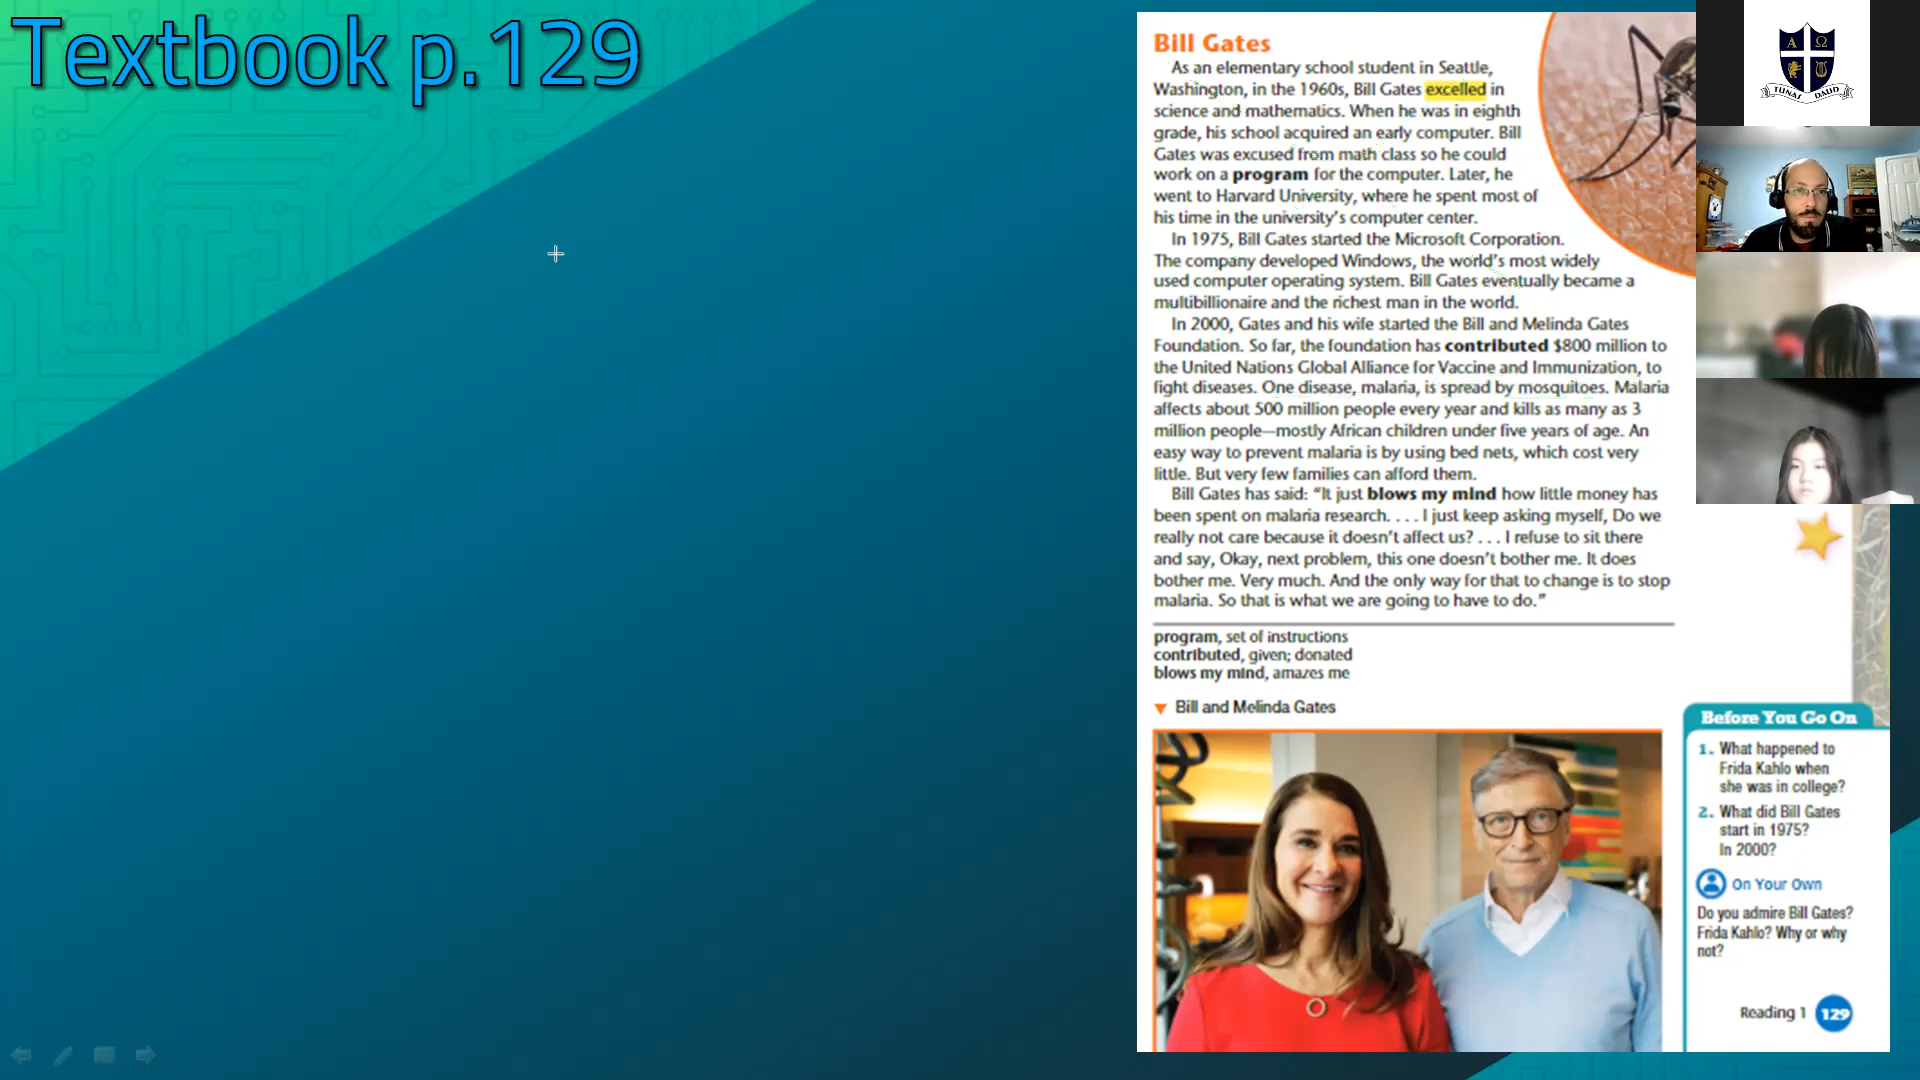 Textbook p.129
Bill Gates
As an elementary school student in Seattle,
Washington, in the 1960s, Bill Gates excelled in
science and mathematics. When he was in eighth
grade, his school acquired an early computer. Bill
Gates was excused from math class so he could
work on a program for the computer. Later, he
went to Harvard University, where he spent most of
his time in the university's computer center.
In 1975, Bill Gates started the Microsoft Corporation.
The company developed Windows, the world's most widely
used computer operating system. Bill Gates eventually became a
multibillionaire and the richest man in the world.
In 2000, Gates and his wife started the Bill and Melinda Gates
Foundation. So far, the foundation has contributed $800 million to
the United Nations Global Alliance for Vaccine and Immunization, to
fight diseases. One disease, malaria, is spread by mosquitoes. Malaria
affects about 500 million people every year and kills as many as 3
million people—mostly African children under five years of age. An
easy way to prevent malaria is by using bed nets, which cost very
little. But very few families can afford them.
Bill Gates has said: "It just blows my mind how little money has
been spent on malaria research. . . . I just keep asking myself, Do we
really not care because it doesn't affect us? . . . I refuse to sit there
and say, Okay, next problem, this one doesn't bother me. It does
bother me. Very much. And the only way for that to change is to stop
malaria. So that is what we are going to have to do."
program, set of instructions
contributed, given; donated
blows my mind, amazes me
Bill and Melinda Gates
Before You Go On
1. What happened to
Frida Kahlo when
she was in college?
2. What did Bill Gates
start in 1975?
In 2000?
On Your Own
Do you admire Bill Gates?
Frida Kahlo? Why or why
not?
Reading 1 129
A Ω
TUNAS DAUD